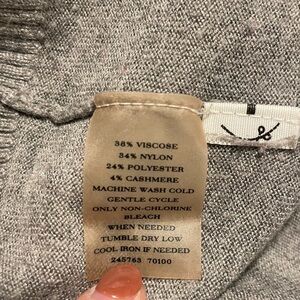 38% VISCOSE
34% NYLON
24% POLYESTER
4% CASHMERE
MACHINE WASH COLD
GENTLE CYCLE
ONLY NON-CHLORINE
BLEACH
WHEN NEEDED
TUMBLE DRY LOW
COOL IRON IF NEEDED
245763 70100